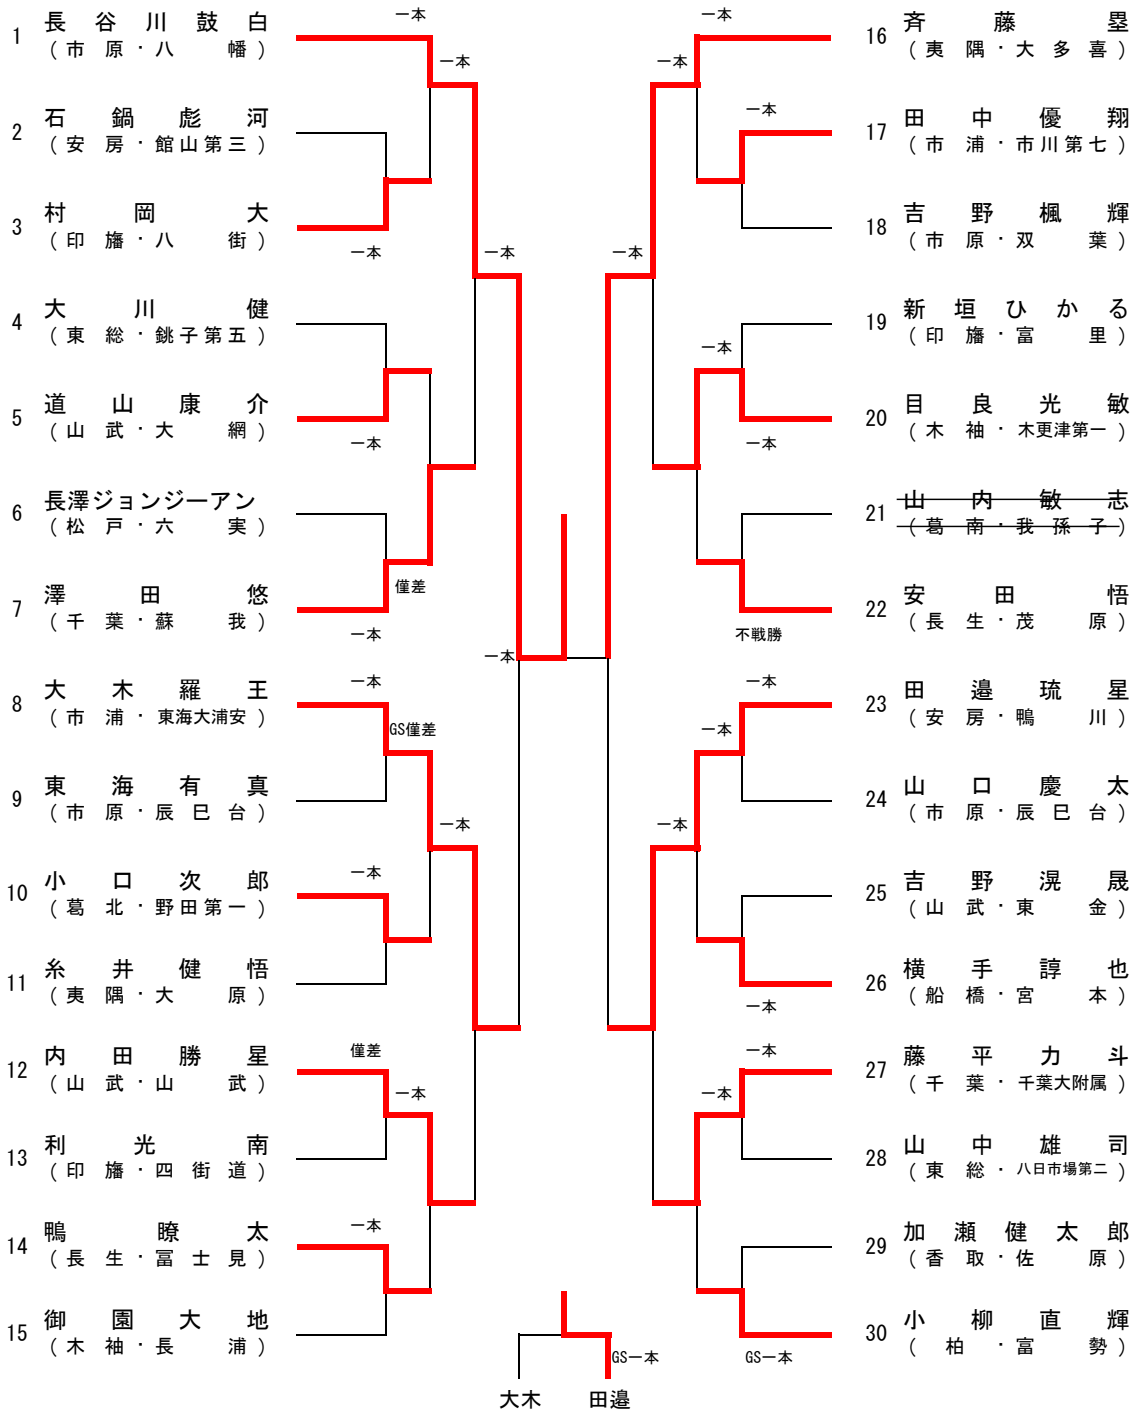 1 長谷川鼓白
(市原・八幡)
2 石鍋彪河
(安房・館山第三)
3 村岡大
(印旛・八街)
4 大川健
(東総・銚子第五)
5 道山康介
(山武・大網)
6 長澤ジョンジーアン
(松戸・六実)
7 澤田悠
(千葉・蘇我)
8 大木羅王
(市浦・東海大浦安)
9 東海有真
(市原・辰巳台)
10 小口次郎
(葛北・野田第一)
11 糸井健悟
(夷隅・大原)
12 内田勝星
(山武・山武)
13 利光南
(印旛・四街道)
14 鴨瞭太
(長生・冨士見)
15 御園大地
(木袖・長浦)
一本
一本
一本
一本
一本
僅差
一本
一本
一本
GS僅差
一本
一本
僅差
一本
一本
16 斉藤塁
(夷隅・大多喜)
17 田中優翔
(市浦・市川第七)
18 吉野楓輝
(市原・双葉)
19 新垣ひかる
(印旛・富里)
20 目良光敏
(木袖・木更津第一)
21 山内敏志
(葛南・我孫子)
22 安田悟
(長生・茂原)
23 田邉琉星
(安房・鴨川)
24 山口慶太
(市原・辰巳台)
25 吉野滉晟
(山武・東金)
26 横手諄也
(船橋・宮本)
27 藤平力斗
(千葉・千葉大附属)
28 山中雄司
(東総・八日市場第二)
29 加瀬健太郎
(香取・佐原)
30 小柳直輝
(柏・富勢)
一本
一本
一本
一本
一本
一本
不戦勝
一本
一本
一本
一本
一本
一本
GS一本
GS一本
大木 田邉